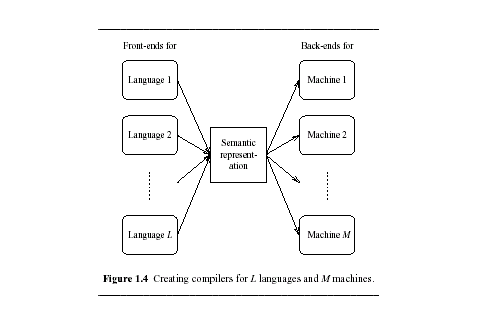 Front-ends for
Back-ends for
Language 1
Machine 1
Language 2
Machine 2
Semantic
represent-
ation
Language L
Machine M
Figure 1.4 Creating compilers for L languages and M machines.